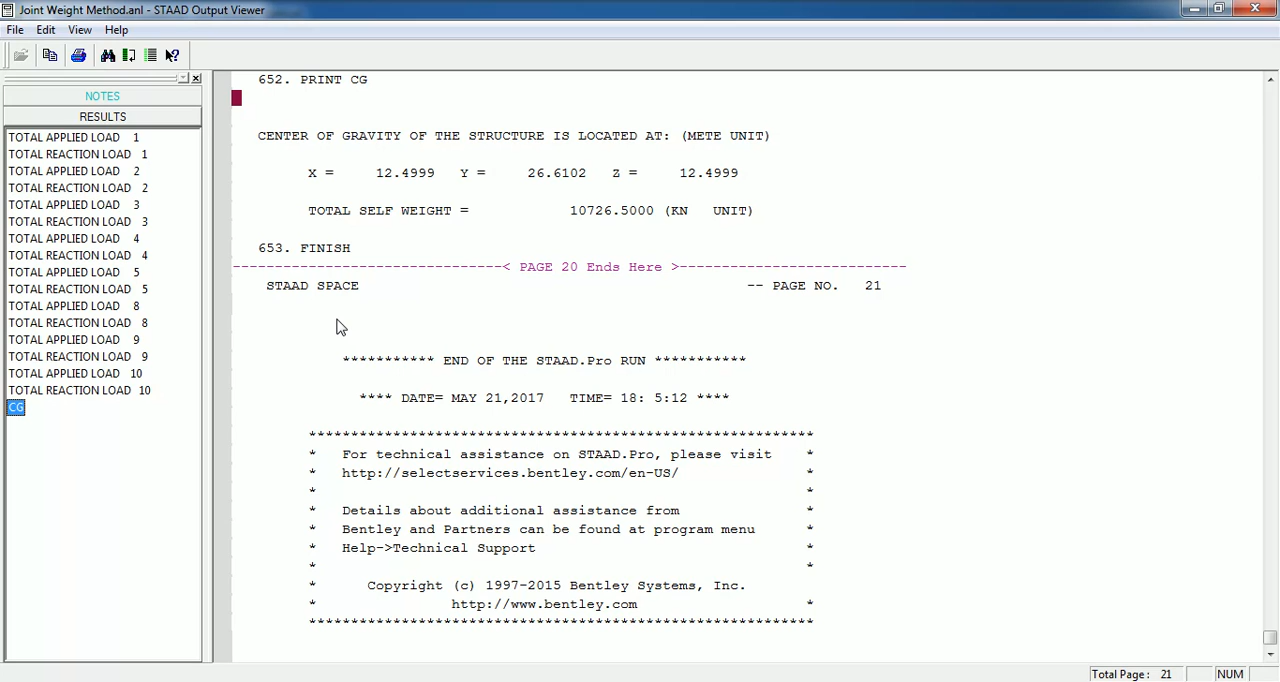 Joint Weight Method.anl - STAAD Output Viewer
File Edit View Help
NOTES
RESULTS
TOTAL APPLIED LOAD 1
TOTAL REACTION LOAD 1
TOTAL APPLIED LOAD 2
TOTAL REACTION LOAD 2
TOTAL APPLIED LOAD 3
TOTAL REACTION LOAD 3
TOTAL APPLIED LOAD 4
TOTAL REACTION LOAD 4
TOTAL APPLIED LOAD 5
TOTAL REACTION LOAD 5
TOTAL APPLIED LOAD 8
TOTAL REACTION LOAD 8
TOTAL APPLIED LOAD 9
TOTAL REACTION LOAD 9
TOTAL APPLIED LOAD 10
TOTAL REACTION LOAD 10
CG
652. PRINT CG
CENTER OF GRAVITY OF THE STRUCTURE IS LOCATED AT: (METE UNIT)
X = 12.4999 Y = 26.6102 Z = 12.4999
TOTAL SELF WEIGHT = 10726.5000 (KN UNIT)
653. FINISH
--------------------------------< PAGE 20 Ends Here >---------------------------
STAAD SPACE -- PAGE NO. 21
*********** END OF THE STAAD.Pro RUN ***********
**** DATE= MAY 21,2017 TIME= 18: 5:12 ****
************************************************************
* For technical assistance on STAAD.Pro, please visit *
* http://selectservices.bentley.com/en-US/ *
* *
* Details about additional assistance from *
* Bentley and Partners can be found at program menu *
* Help->Technical Support *
* *
* Copyright (c) 1997-2015 Bentley Systems, Inc. *
* http://www.bentley.com *
************************************************************
Total Page : 21 NUM